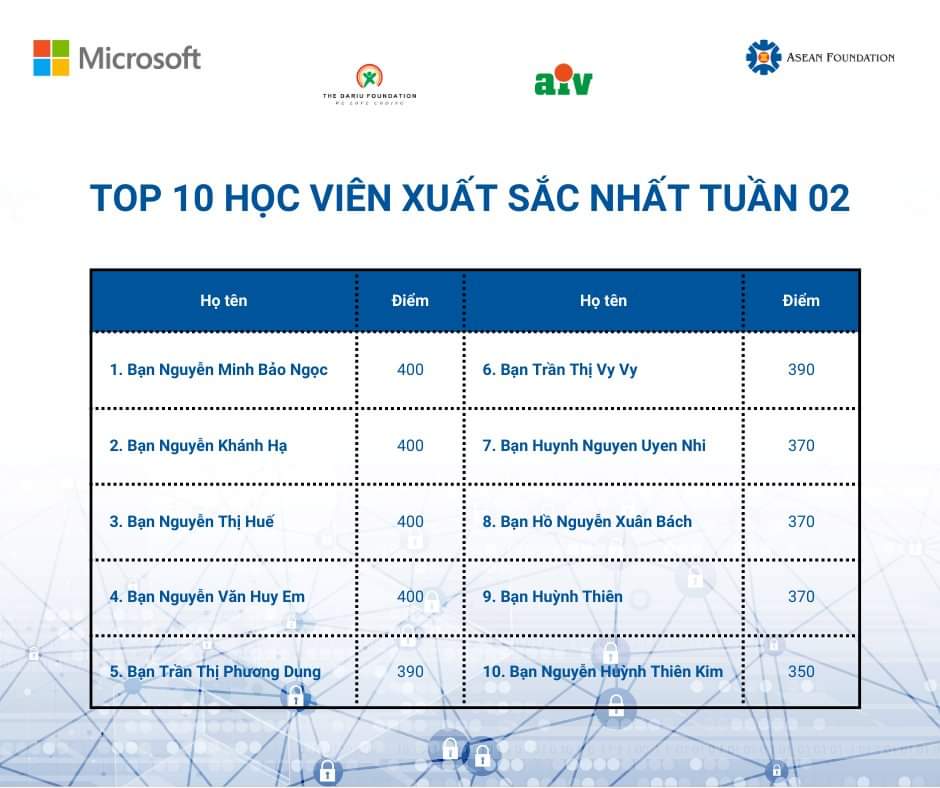 Microsoft
THE DARIU FOUNDATION
aiv
ASEAN FOUNDATION
TOP 10 HỌC VIÊN XUẤT SẮC NHẤT TUẦN 02
Họ tên Điểm Họ tên Điểm
1. Bạn Nguyễn Minh Bảo Ngọc 400 6. Bạn Trần Thị Vy Vy 390
2. Bạn Nguyễn Khánh Hạ 400 7. Bạn Huynh Nguyen Uyen Nhi 370
3. Bạn Nguyễn Thị Huế 400 8. Bạn Hồ Nguyễn Xuân Bách 370
4. Bạn Nguyễn Văn Huy Em 400 9. Bạn Huỳnh Thiên 370
5. Bạn Trần Thị Phương Dung 390 10. Bạn Nguyễn Huỳnh Thiên Kim 350